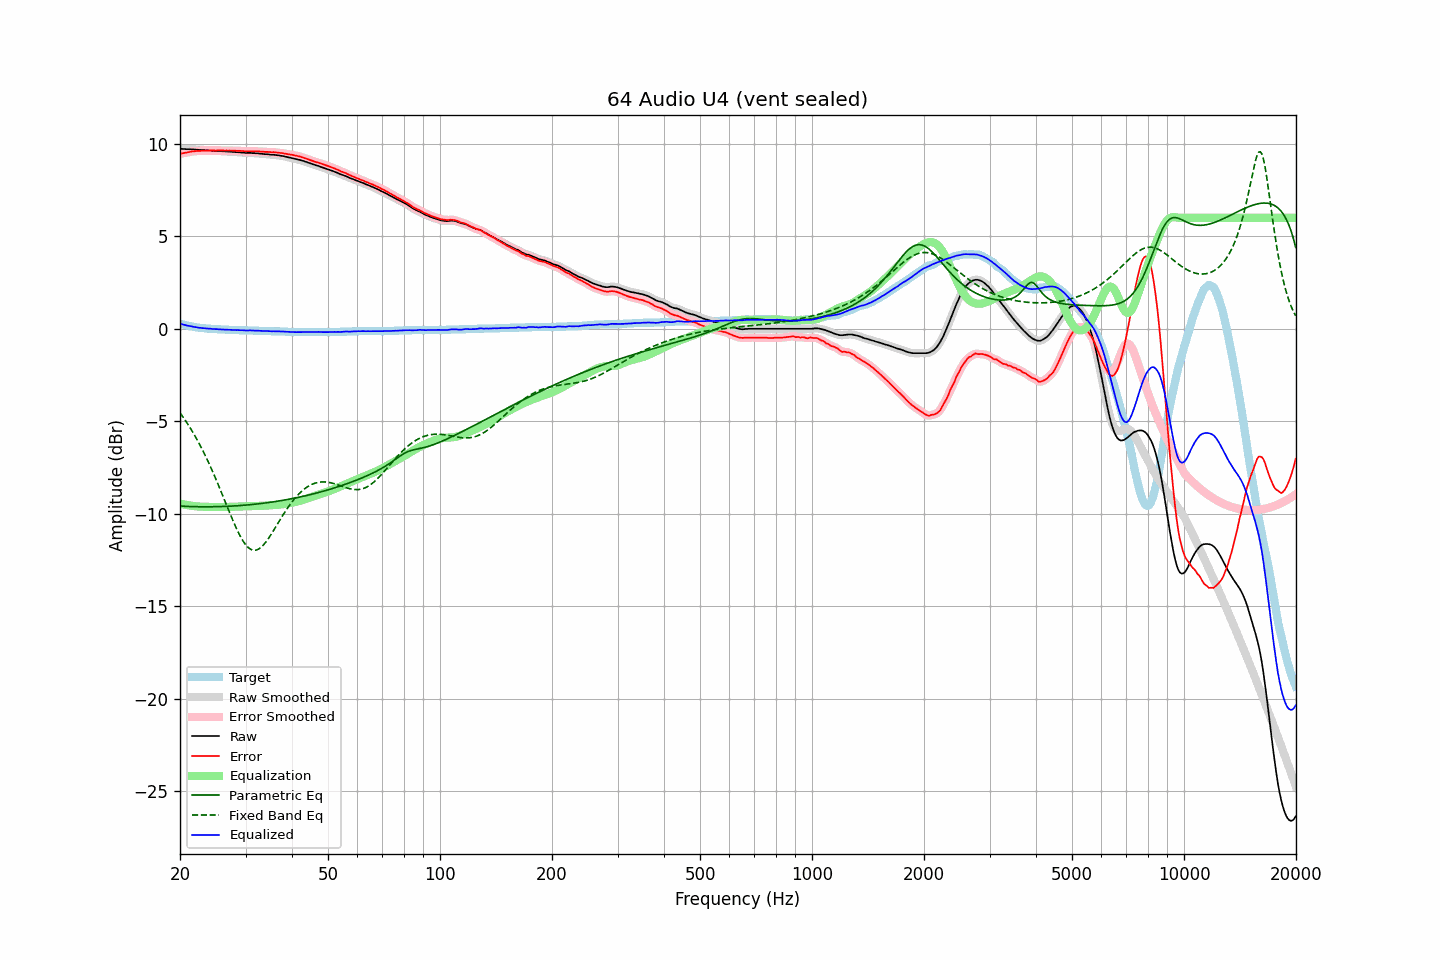 64 Audio U4 (vent sealed)
10
5
0
−5
−10
−15
−20
−25
Amplitude (dBr)
Target
Raw Smoothed
Error Smoothed
Raw
Error
Equalization
Parametric Eq
Fixed Band Eq
Equalized
20
50
100
200
500
1000
2000
5000
10000
20000
Frequency (Hz)